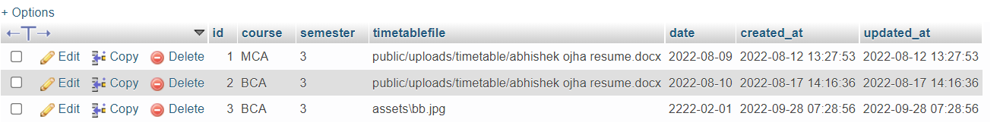 + Options
id course semester timetablefile date created_at updated_at
Edit Copy Delete 1 MCA 3 public/uploads/timetable/abhishek ojha resume.docx 2022-08-09 2022-08-12 13:27:53 2022-08-12 13:27:53
Edit Copy Delete 2 BCA 3 public/uploads/timetable/abhishek ojha resume.docx 2022-08-10 2022-08-17 14:16:36 2022-08-17 14:16:36
Edit Copy Delete 3 BCA 3 assets\bb.jpg 2222-02-01 2022-09-28 07:28:56 2022-09-28 07:28:56